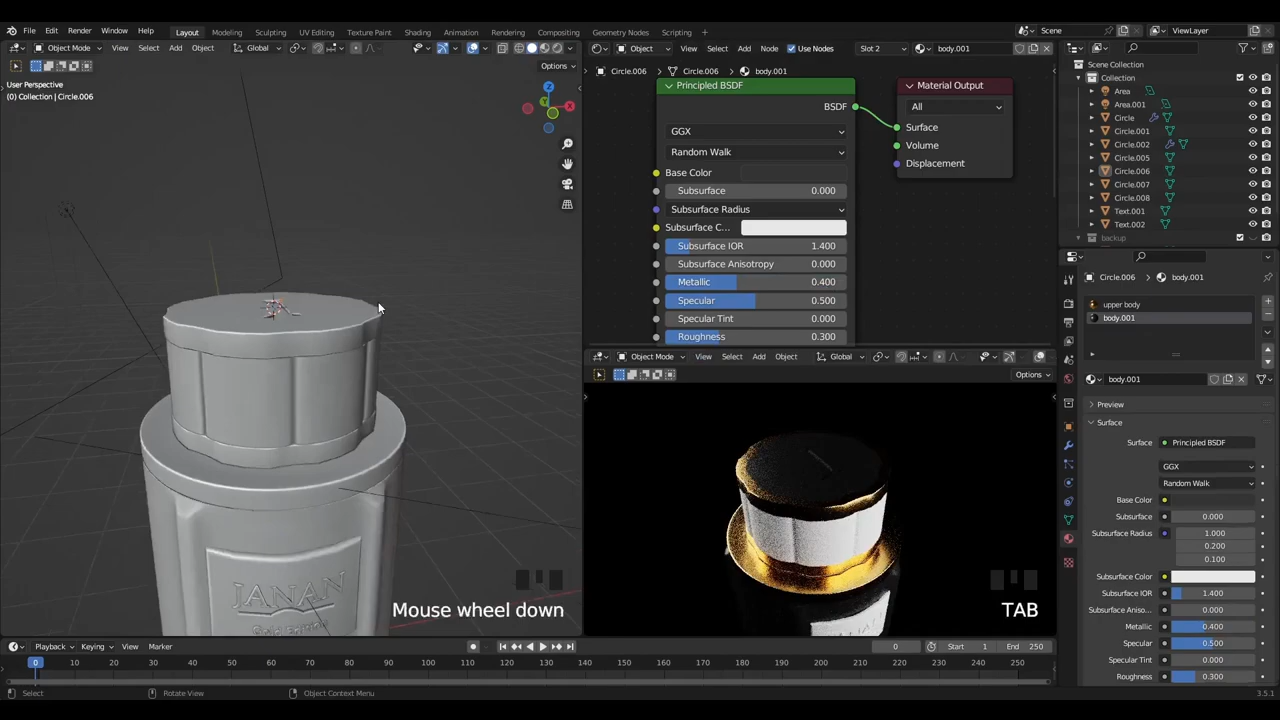 File Edit Render Window Help
Layout Modeling Sculpting UV Editing Texture Paint Shading Animation Rendering Compositing Geometry Nodes Scripting
Scene
ViewLayer
Object Mode View Select Add Object Global
Options
User Perspective
(0) Collection | Circle.006
Z
X
Y
JANAN
Gold Edition
Mouse wheel down
Object View Select Add Node Use Nodes Slot 2 body.001
Circle.006 Circle.006 body.001
Principled BSDF
BSDF
GGX
Random Walk
Base Color
Subsurface 0.000
Subsurface Radius
Subsurface C...
Subsurface IOR 1.400
Subsurface Anisotropy 0.000
Metallic 0.400
Specular 0.500
Specular Tint 0.000
Roughness 0.300
Material Output
All
Surface
Volume
Displacement
Object Mode View Select Add Object Global
Options
TAB
Scene Collection
Collection
Area
Area.001
Circle
Circle.001
Circle.002
Circle.005
Circle.006
Circle.007
Circle.008
Text.001
Text.002
backup
Circle.006 body.001
upper body
body.001
body.001
Preview
Surface
Surface Principled BSDF
GGX
Random Walk
Base Color
Subsurface 0.000
Subsurface Radius 1.000
0.200
0.100
Subsurface Color
Subsurface IOR 1.400
Subsurface Aniso... 0.000
Metallic 0.400
Specular 0.500
Specular Tint 0.000
Roughness 0.300
Playback Keying View Marker
0 Start 1 End 250
0 10 20 30 40 50 60 70 80 90 100 110 120 130 140 150 160 170 180 190 200 210 220 230 240 250
Select Rotate View Object Context Menu
3.5.1